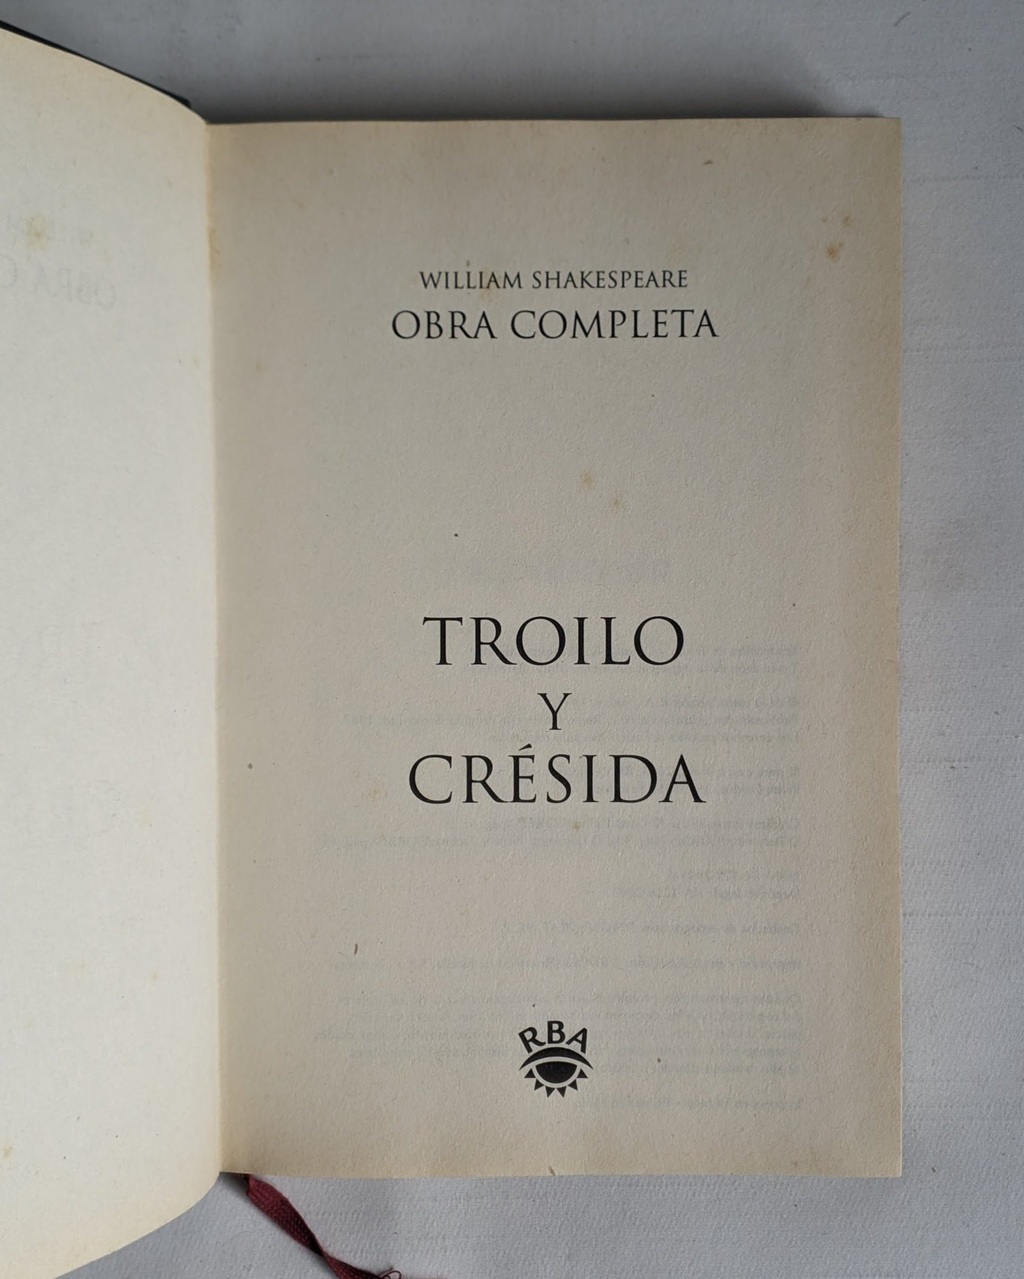 WILLIAM SHAKESPEARE
OBRA COMPLETA
TROILO
Y
CRÉSIDA
RBA